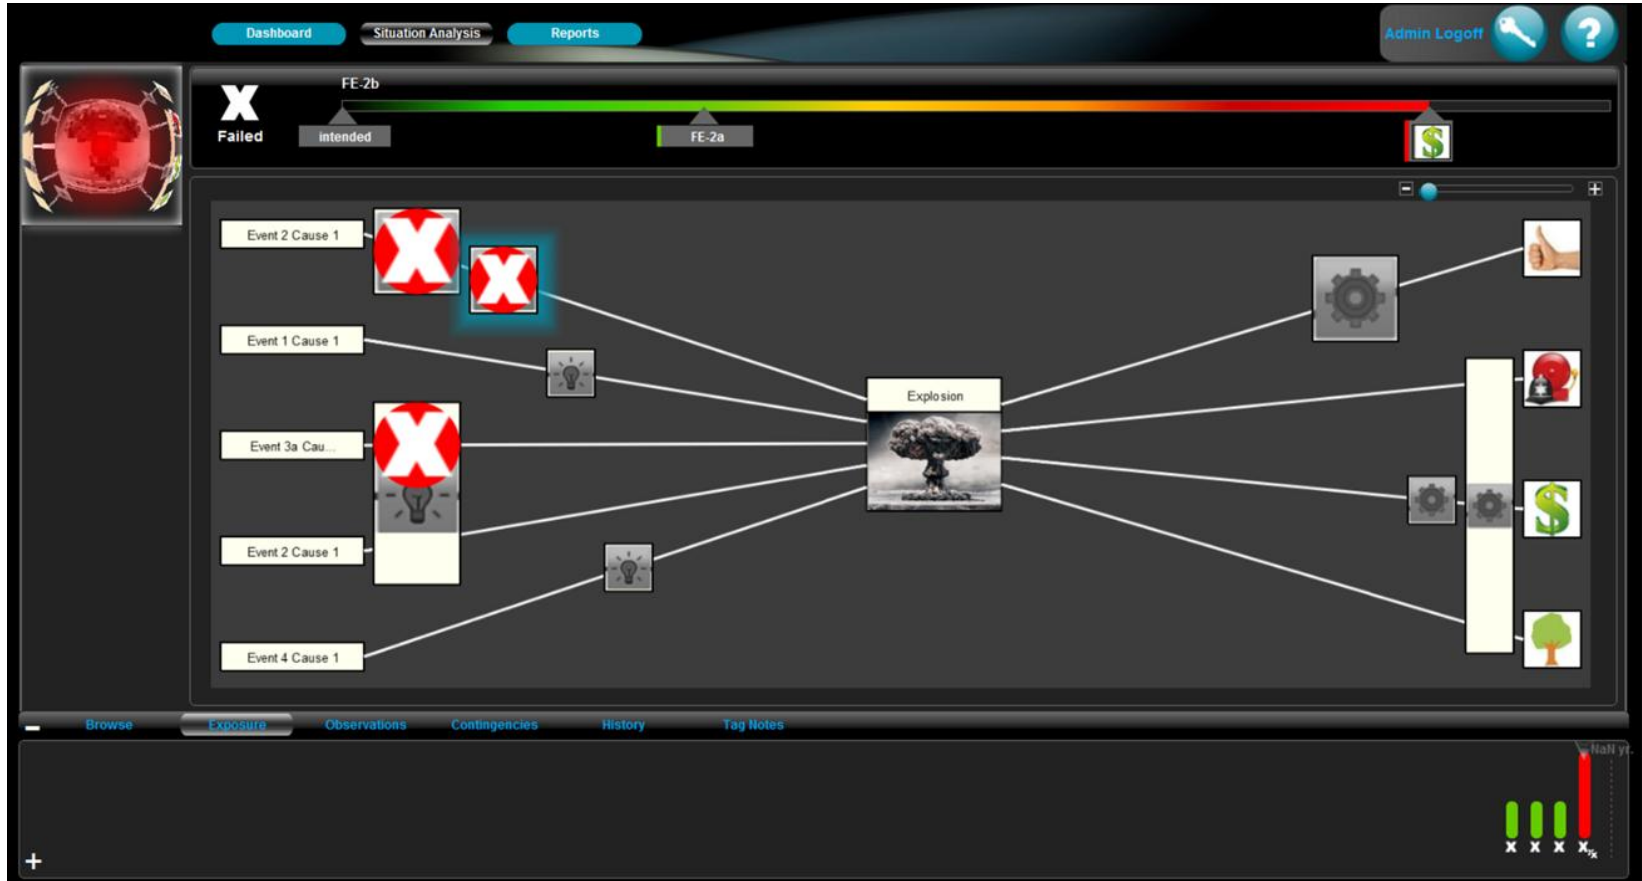 Dashboard
Situation Analysis
Reports
Admin Logoff
?
FE-2b
Failed
intended
FE-2a
$
Event 2 Cause 1
Event 1 Cause 1
Explosion
Event 3a Cau...
$
Event 2 Cause 1
Event 4 Cause 1
Browse
Exposure
Observations
Contingencies
History
Tag Notes
NaN yr.
X X X X